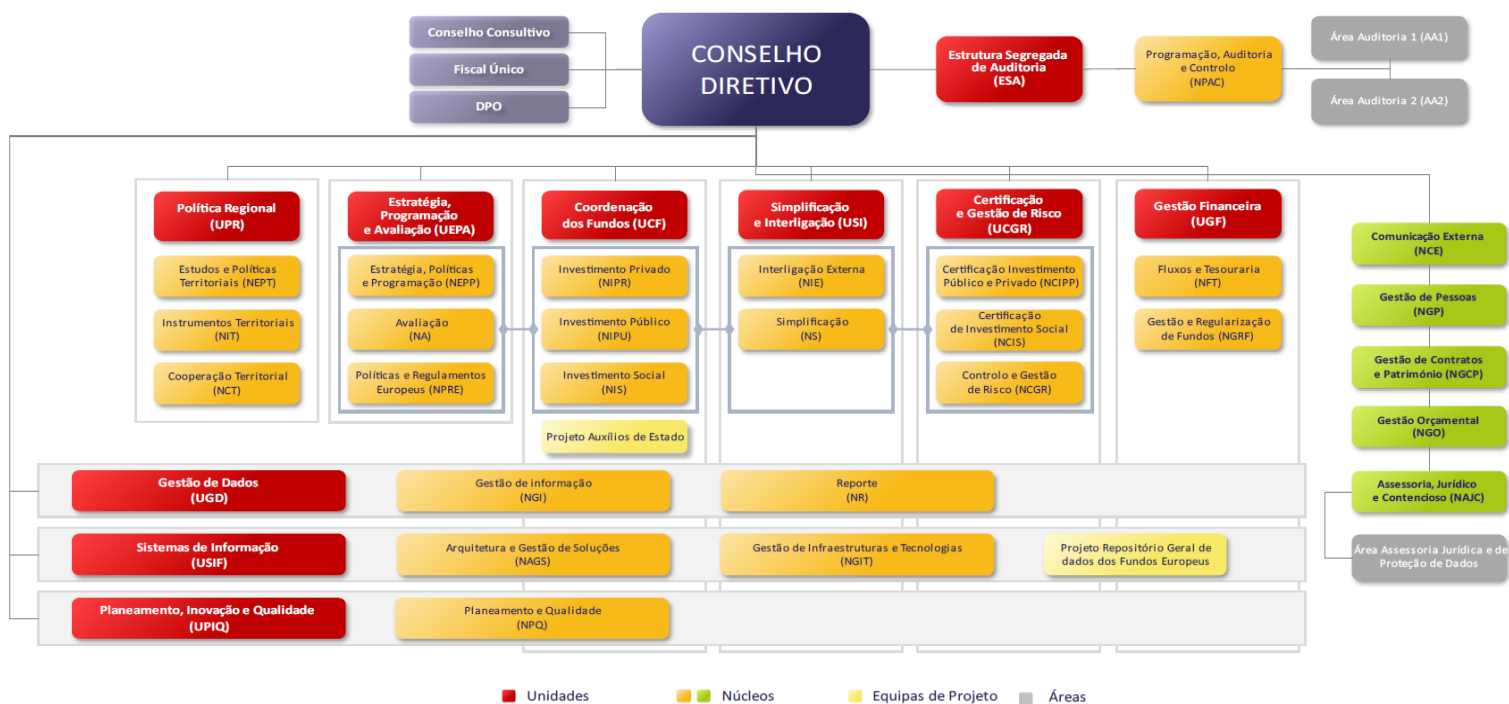 Conselho Consultivo
Fiscal Único
DPO
CONSELHO
DIRETIVO
Estrutura Segregada
de Auditoria
(ESA)
Programação, Auditoria
e Controlo
(NPAC)
Área Auditoria 1 (AA1)
Área Auditoria 2 (AA2)
Política Regional
(UPR)
Estudos e Políticas
Territoriais (NEPT)
Instrumentos Territoriais
(NIT)
Cooperação Territorial
(NCT)
Estratégia,
Programação
e Avaliação (UEPA)
Estratégia, Políticas
e Programação (NEPP)
Avaliação
(NA)
Políticas e Regulamentos
Europeus (NPRE)
Coordenação
dos Fundos (UCF)
Investimento Privado
(NIPR)
Investimento Público
(NIPU)
Investimento Social
(NIS)
Projeto Auxílios de Estado
Simplificação
e Interligação (USI)
Interligação Externa
(NIE)
Simplificação
(NS)
Certificação
e Gestão de Risco
(UCGR)
Certificação Investimento
Público e Privado (NCIPP)
Certificação
de Investimento Social
(NCIS)
Controlo e Gestão
de Risco (NCGR)
Gestão Financeira
(UGF)
Fluxos e Tesouraria
(NFT)
Gestão e Regularização
de Fundos (NGRF)
Comunicação Externa
(NCE)
Gestão de Pessoas
(NGP)
Gestão de Contratos
e Património (NGCP)
Gestão Orçamental
(NGO)
Assessoria, Jurídico
e Contencioso (NAJC)
Área Assessoria Jurídica e de
Proteção de Dados
Gestão de Dados
(UGD)
Gestão de informação
(NGI)
Reporte
(NR)
Sistemas de Informação
(USIF)
Arquitetura e Gestão de Soluções
(NAGS)
Gestão de Infraestruturas e Tecnologias
(NGIT)
Projeto Repositório Geral de
dados dos Fundos Europeus
Planeamento, Inovação e Qualidade
(UPIQ)
Planeamento e Qualidade
(NPQ)
Unidades
Núcleos
Equipas de Projeto
Áreas